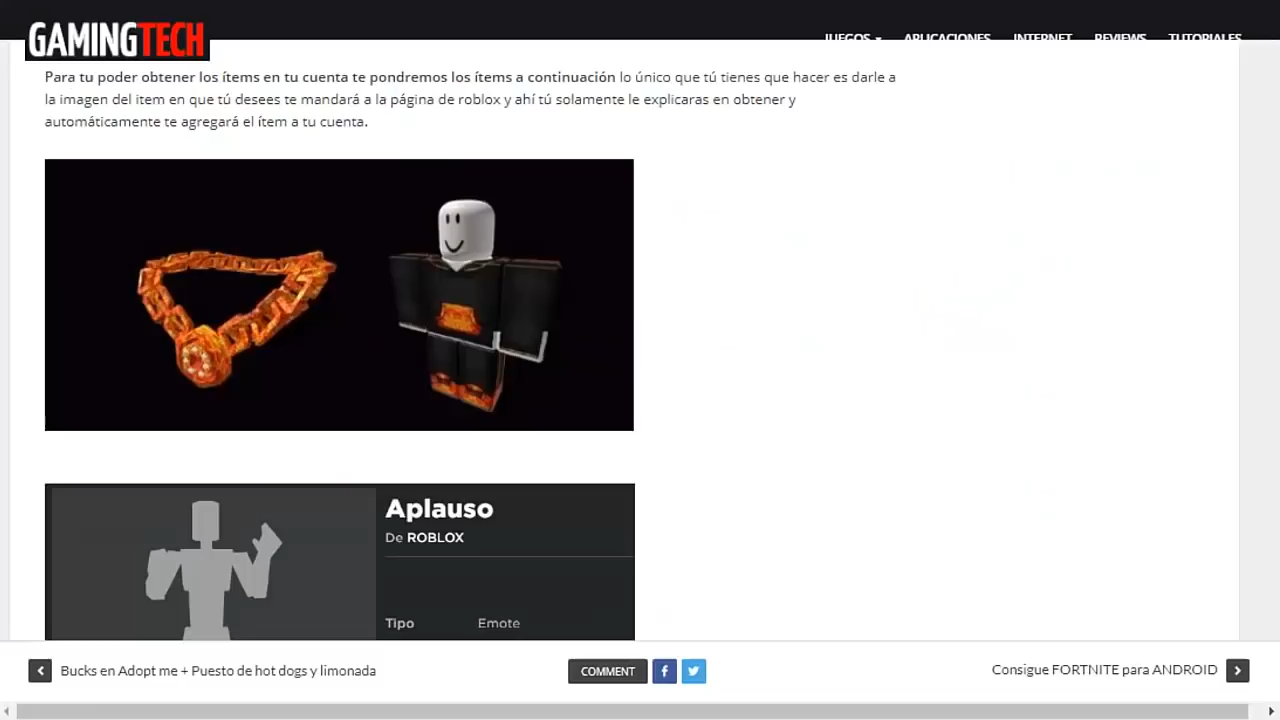 GAMINGTECH
JUEGOS APLICACIONES INTERNET REVIEWS TUTORIALES
Para tu poder obtener los ítems en tu cuenta te pondremos los ítems a continuación lo único que tú tienes que hacer es darle a
la imagen del item en que tú desees te mandará a la página de roblox y ahí tú solamente le explicaras en obtener y
automáticamente te agregará el ítem a tu cuenta.
Aplauso
De ROBLOX
Tipo Emote
Bucks en Adopt me + Puesto de hot dogs y limonada
COMMENT
Consigue FORTNITE para ANDROID